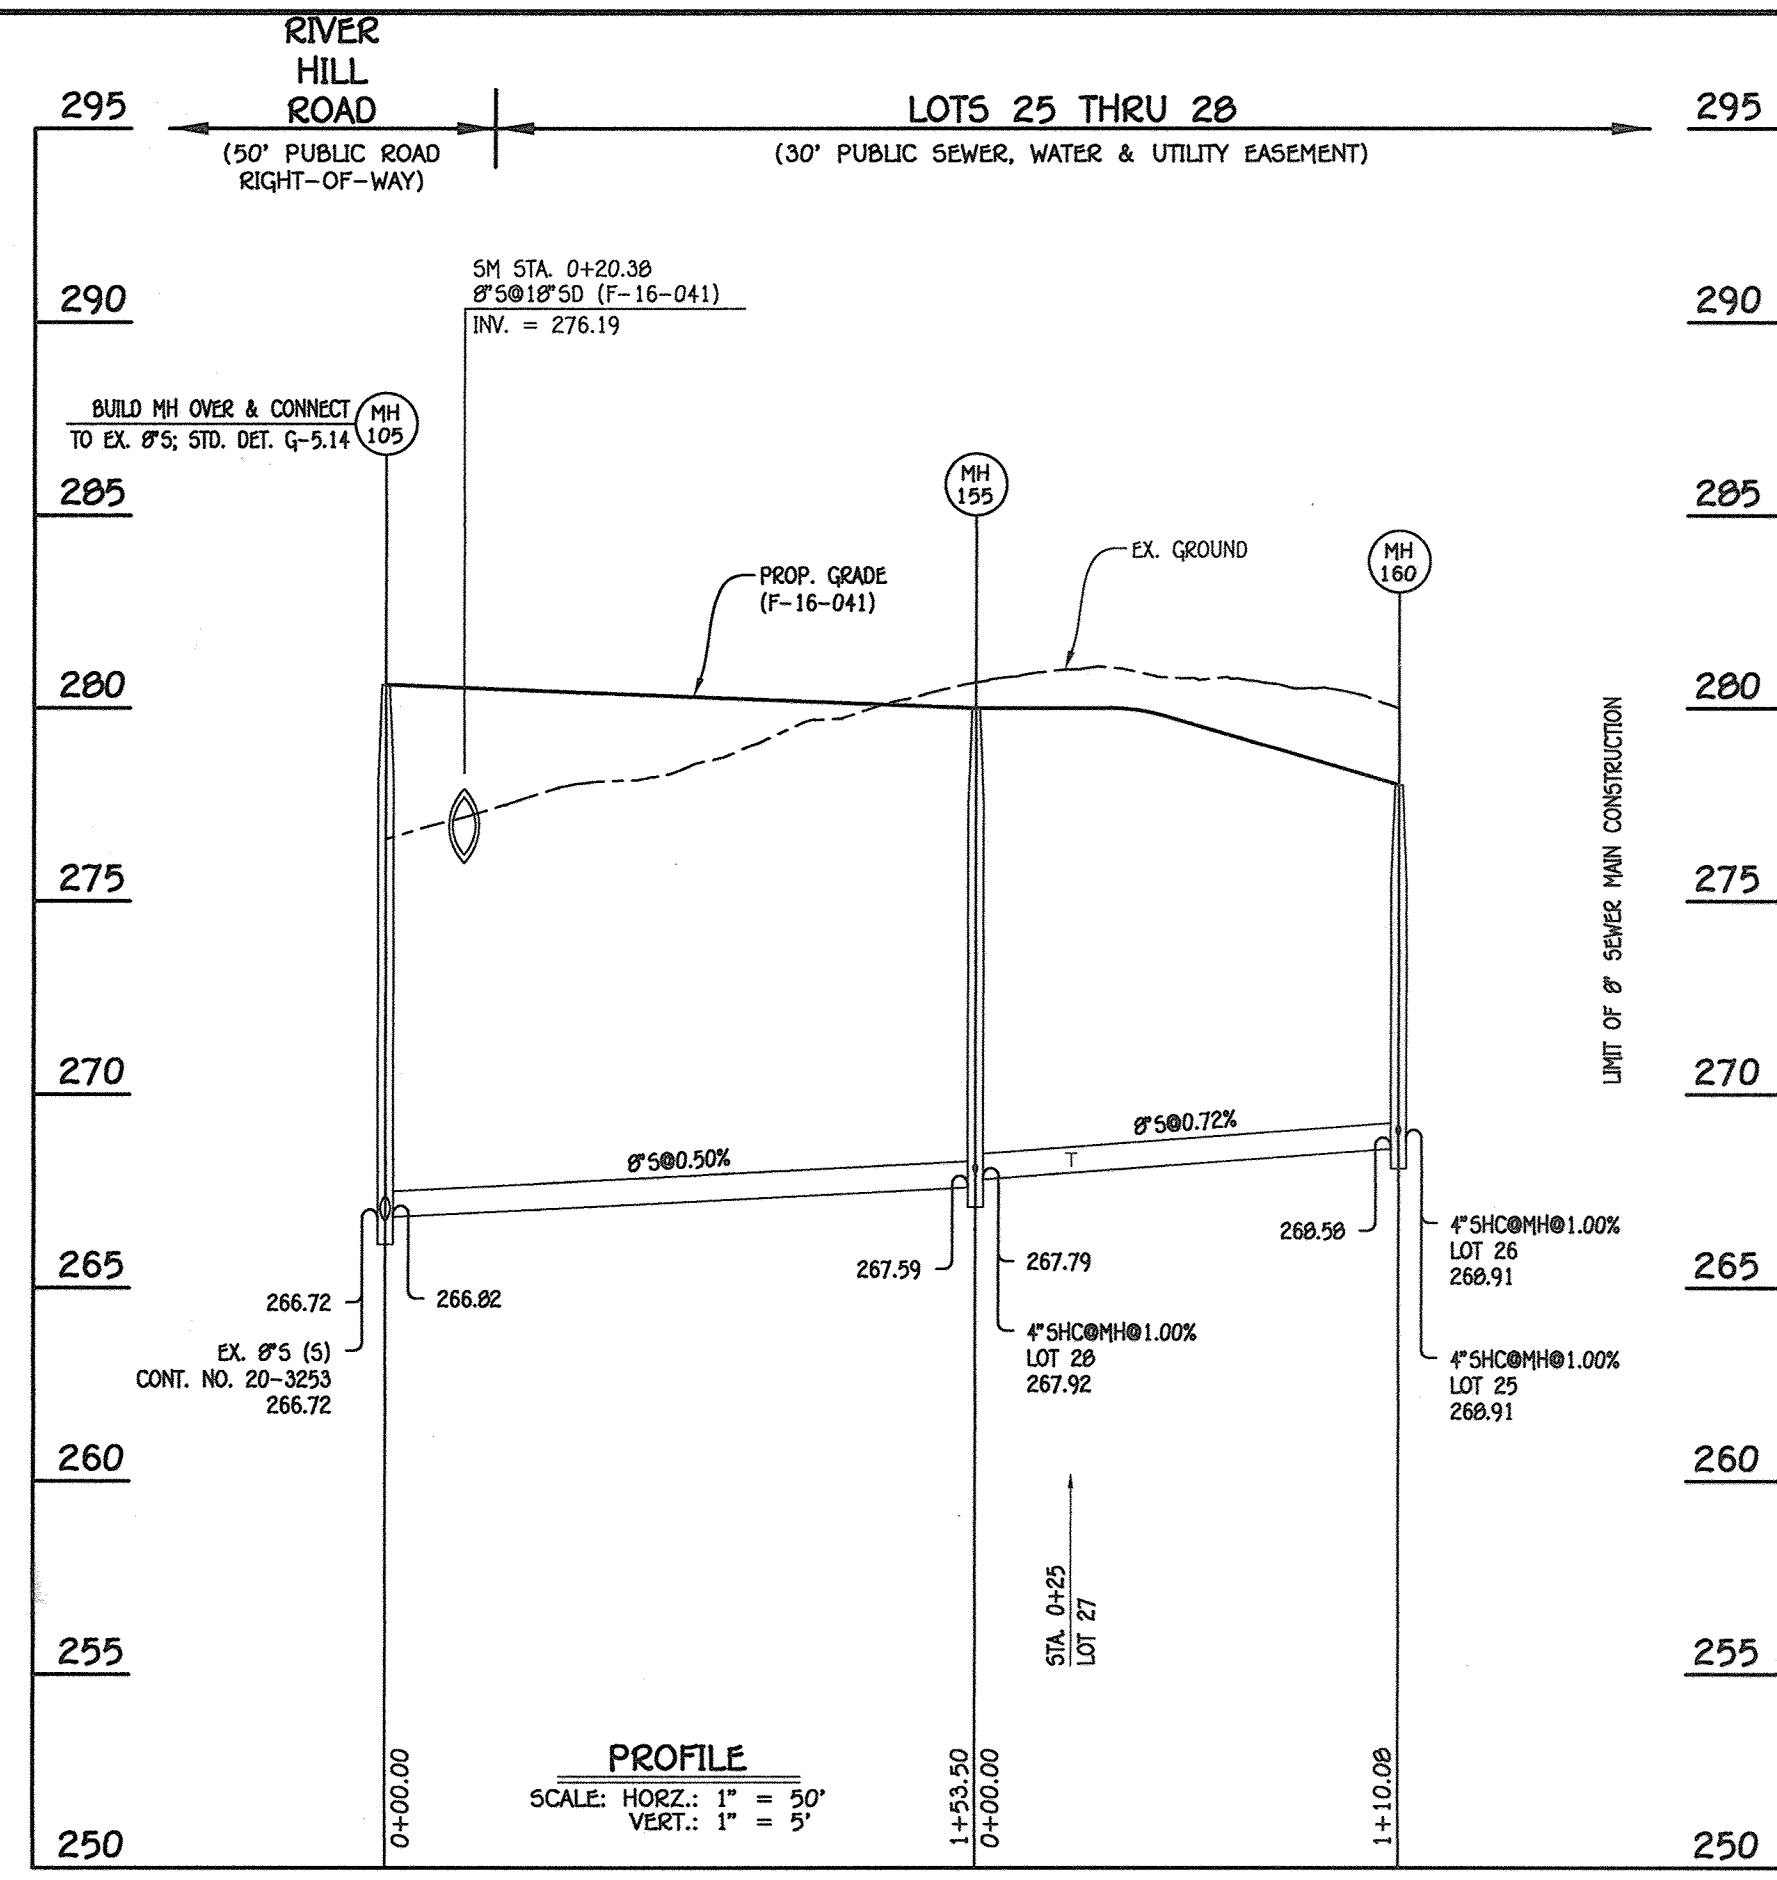 RIVER
HILL
ROAD
(50' PUBLIC ROAD
RIGHT-OF-WAY)
LOTS 25 THRU 28
(30' PUBLIC SEWER, WATER & UTILITY EASEMENT)
295
295
290
290
285
285
280
280
275
275
270
270
265
265
260
260
255
255
250
250
SM STA. 0+20.38
8"S@18"SD (F-16-041)
INV. = 276.19
BUILD MH OVER & CONNECT
TO EX. 8"S; STD. DET. G-5.14
MH
105
MH
155
MH
160
PROP. GRADE
(F-16-041)
EX. GROUND
LIMIT OF 8" SEWER MAIN CONSTRUCTION
8"S@0.50%
8"S@0.72%
T
266.72
266.82
EX. 8"S (S)
CONT. NO. 20-3253
266.72
267.59
267.79
4"SHC@MH@1.00%
LOT 28
267.92
268.58
4"SHC@MH@1.00%
LOT 26
268.91
4"SHC@MH@1.00%
LOT 25
268.91
STA. 0+25
LOT 27
0+00.00
1+53.50
0+00.00
1+10.08
PROFILE
SCALE: HORZ.: 1" = 50'
VERT.: 1" = 5'